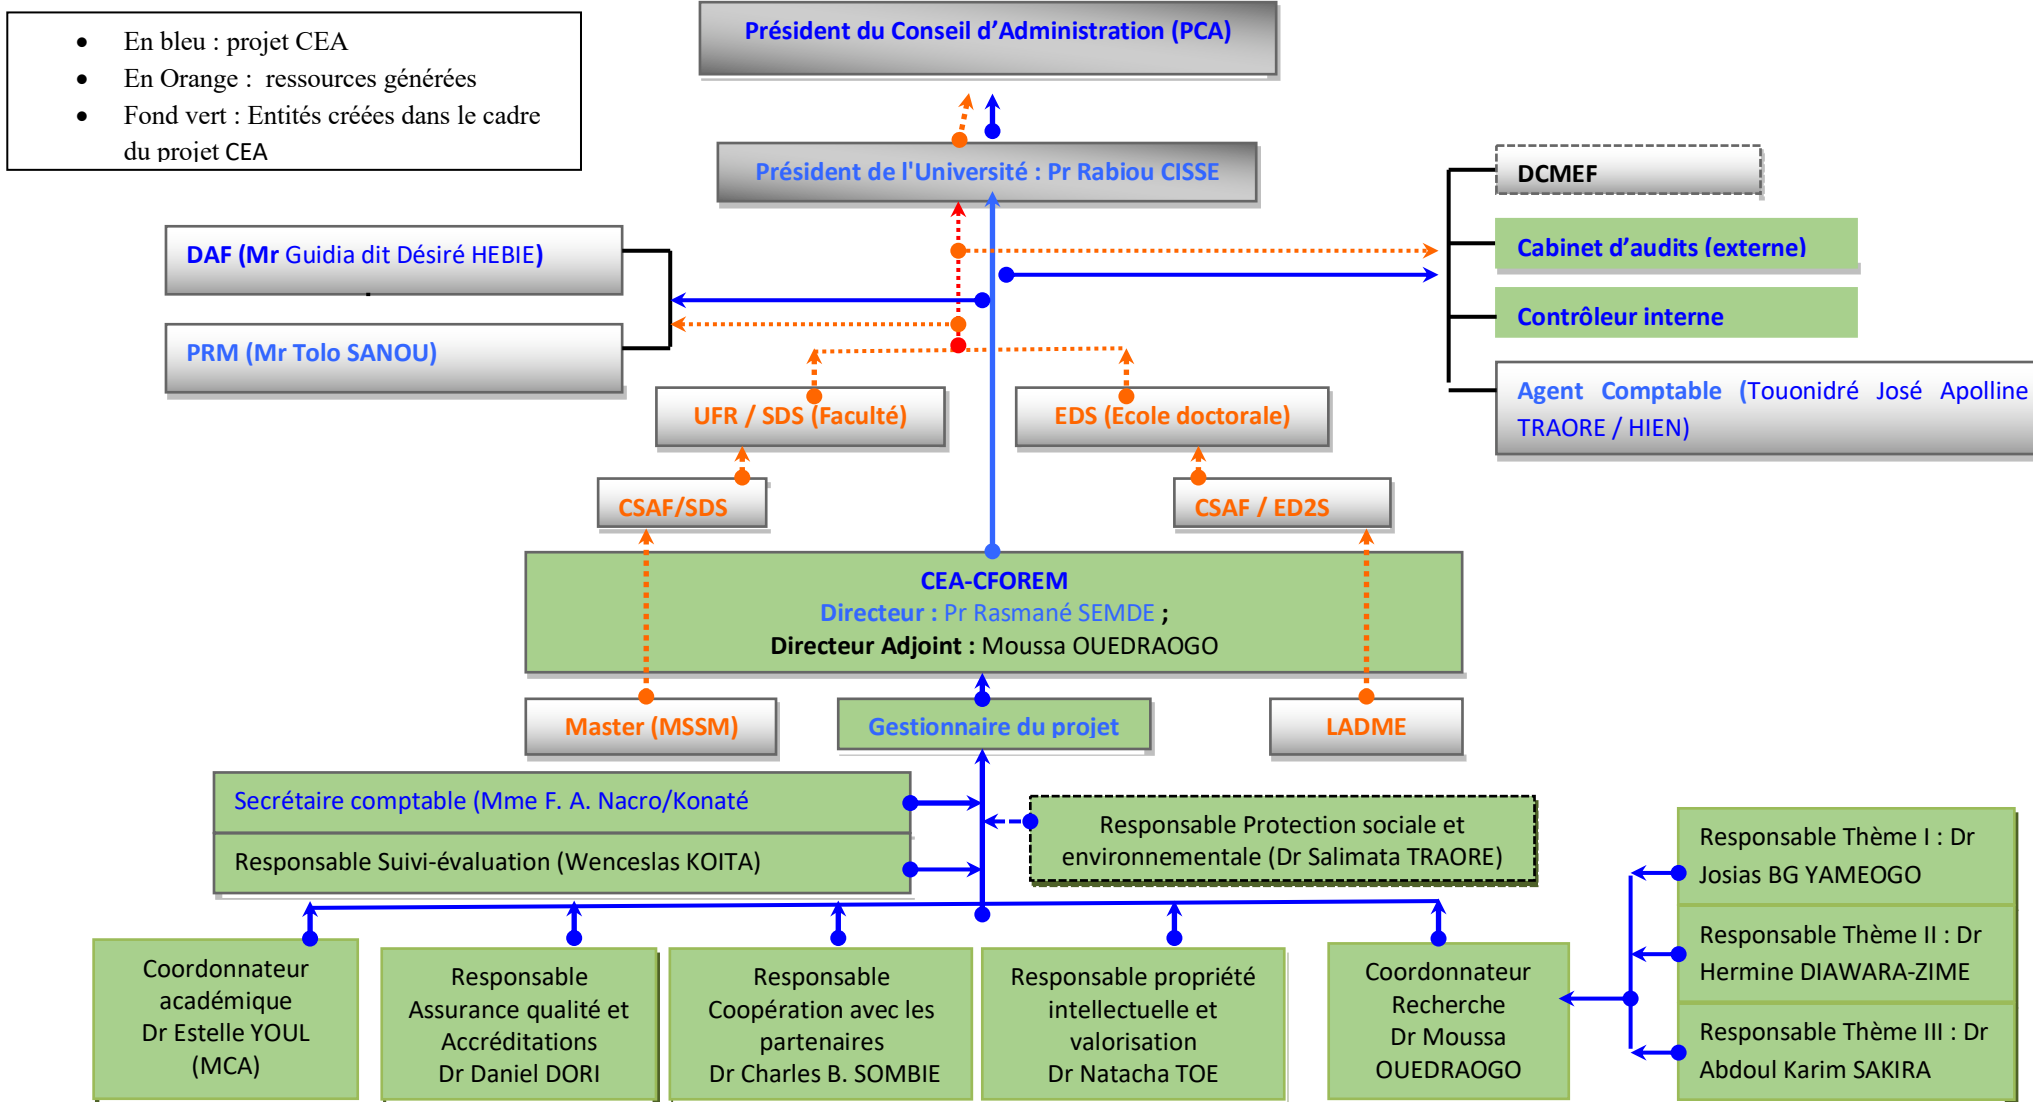 • En bleu : projet CEA
• En Orange : ressources générées
• Fond vert : Entités créées dans le cadre
du projet CEA
Président du Conseil d’Administration (PCA)
Président de l'Université : Pr Rabiou CISSE
DAF (Mr Guidia dit Désiré HEBIE)
PRM (Mr Tolo SANOU)
DCMEF
Cabinet d’audits (externe)
Contrôleur interne
Agent Comptable (Touonidré José Apolline
TRAORE / HIEN)
UFR / SDS (Faculté)
EDS (Ecole doctorale)
CSAF/SDS
CSAF / ED2S
CEA-CFOREM
Directeur : Pr Rasmané SEMDE ;
Directeur Adjoint : Moussa OUEDRAOGO
Master (MSSM)
Gestionnaire du projet
LADME
Secrétaire comptable (Mme F. A. Nacro/Konaté
Responsable Suivi-évaluation (Wenceslas KOITA)
Responsable Protection sociale et
environnementale (Dr Salimata TRAORE)
Responsable Thème I : Dr
Josias BG YAMEOGO
Responsable Thème II : Dr
Hermine DIAWARA-ZIME
Responsable Thème III : Dr
Abdoul Karim SAKIRA
Coordonnateur
académique
Dr Estelle YOUL
(MCA)
Responsable
Assurance qualité et
Accréditations
Dr Daniel DORI
Responsable
Coopération avec les
partenaires
Dr Charles B. SOMBIE
Responsable propriété
intellectuelle et
valorisation
Dr Natacha TOE
Coordonnateur
Recherche
Dr Moussa
OUEDRAOGO